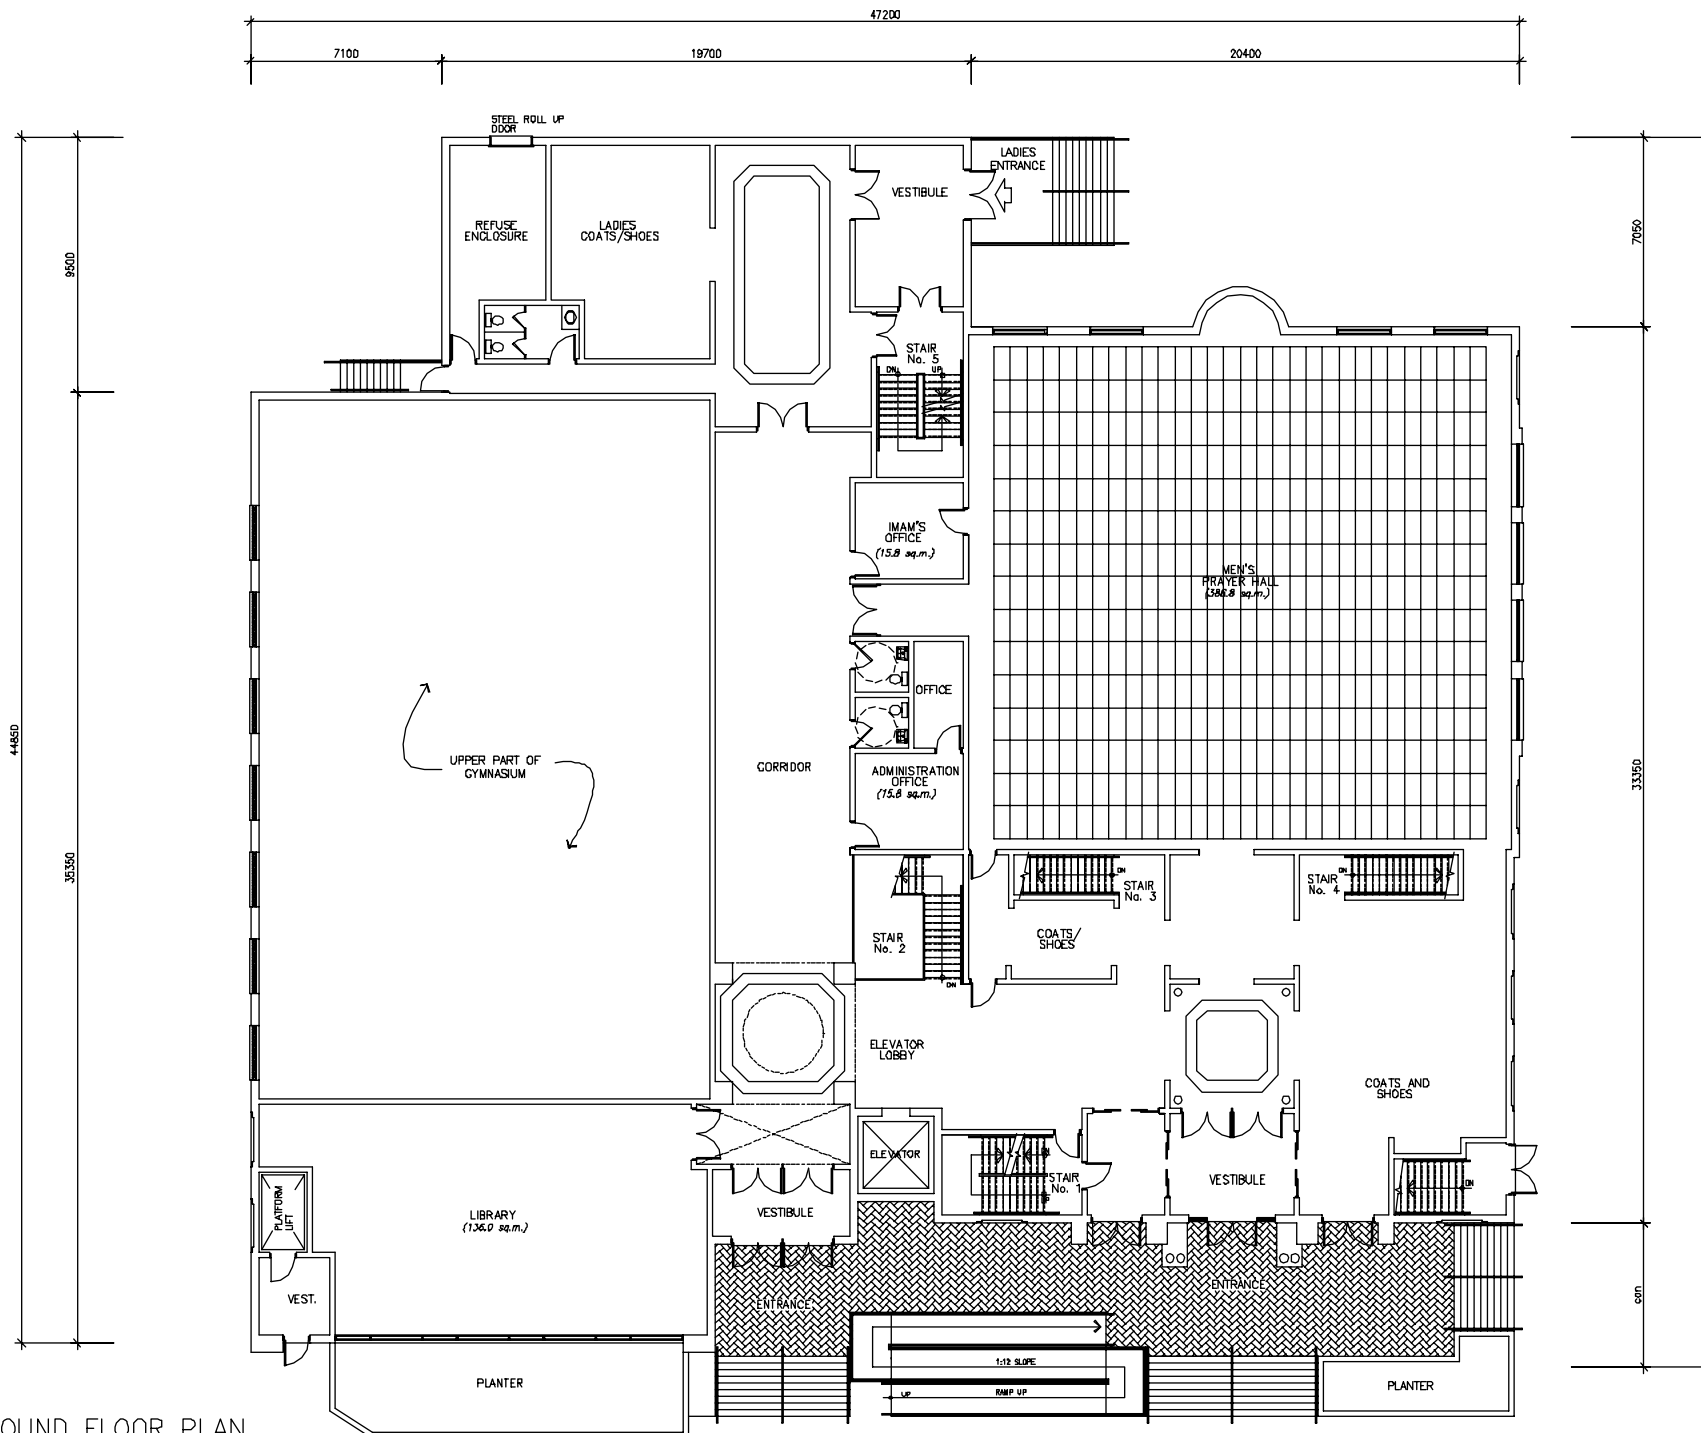 47200
7100
19700
20400
STEEL ROLL UP
DOOR
LADIES
ENTRANCE
VESTIBULE
REFUSE
ENCLOSURE
LADIES
COATS/SHOES
9500
7050
STAIR
No. 5
DN
UP
IMAM'S
OFFICE
(15.8 sq.m.)
MEN'S
PRAYER HALL
(386.8 sq.m.)
OFFICE
44850
UPPER PART OF
GYMNASIUM
CORRIDOR
ADMINISTRATION
OFFICE
(15.8 sq.m.)
33350
35350
DN
STAIR
No. 3
STAIR
No. 4
DN
COATS/
SHOES
STAIR
No. 2
DN
ELEVATOR
LOBBY
COATS AND
SHOES
ELEVATOR
STAIR
No. 1
VESTIBULE
DN
PLATFORM
LIFT
LIBRARY
(136.0 sq.m.)
VESTIBULE
VEST.
ENTRANCE
ENTRANCE
1:12 SLOPE
UP
RAMP UP
PLANTER
PLANTER
OUND FLOOR PLAN